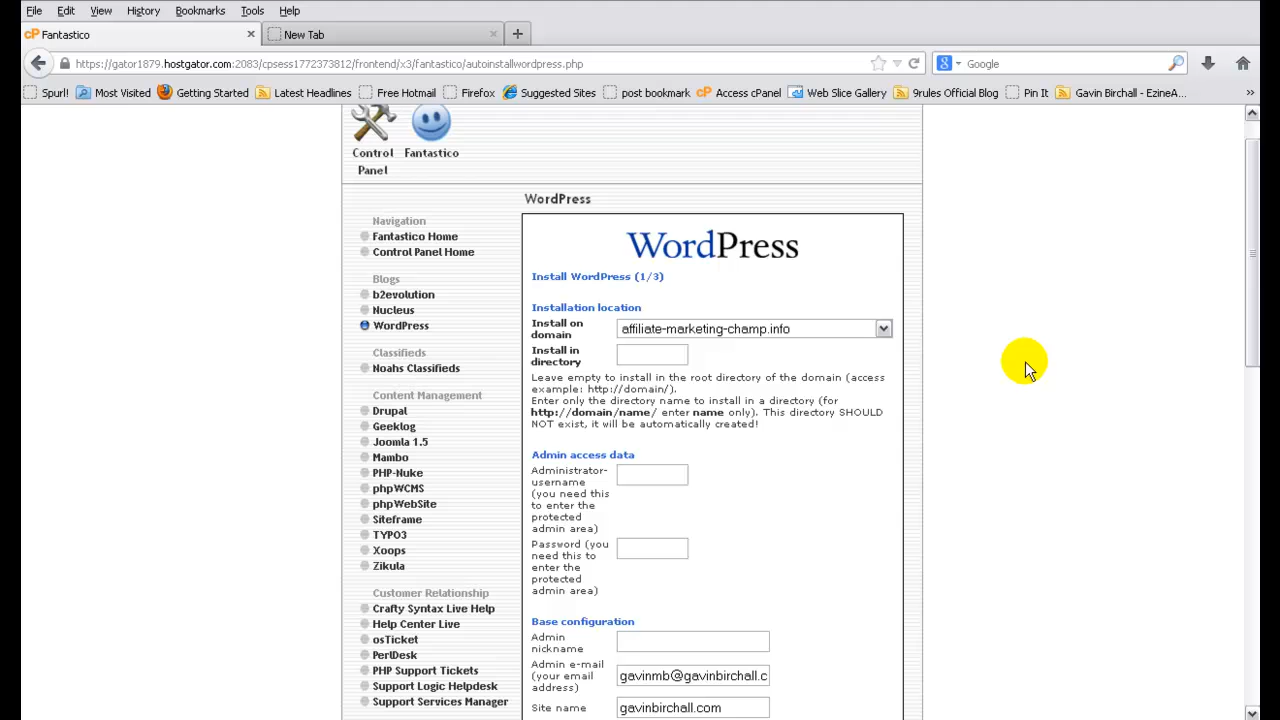 File Edit View History Bookmarks Tools Help
cP Fantastico × New Tab × +
https://gator1879.hostgator.com:2083/cpsess1772373812/frontend/x3/fantastico/autoinstallwordpress.php Google
Spurl! Most Visited Getting Started Latest Headlines Free Hotmail Firefox Suggested Sites post bookmark cP Access cPanel Web Slice Gallery 9rules Official Blog Pin It Gavin Birchall - EzineA... »
Control Panel
Fantastico
WordPress
Navigation
Fantastico Home
Control Panel Home
Blogs
b2evolution
Nucleus
WordPress
Classifieds
Noahs Classifieds
Content Management
Drupal
Geeklog
Joomla 1.5
Mambo
PHP-Nuke
phpWCMS
phpWebSite
Siteframe
TYPO3
Xoops
Zikula
Customer Relationship
Crafty Syntax Live Help
Help Center Live
osTicket
PerlDesk
PHP Support Tickets
Support Logic Helpdesk
Support Services Manager
WordPress
Install WordPress (1/3)
Installation location
Install on
domain
affiliate-marketing-champ.info
Install in
directory
Leave empty to install in the root directory of the domain (access
example: http://domain/).
Enter only the directory name to install in a directory (for
http://domain/name/ enter name only). This directory SHOULD
NOT exist, it will be automatically created!
Admin access data
Administrator-
username
(you need this
to enter the
protected
admin area)
Password (you
need this to
enter the
protected
admin area)
Base configuration
Admin
nickname
Admin e-mail
(your email
address)
gavinmb@gavinbirchall.c
Site name gavinbirchall.com